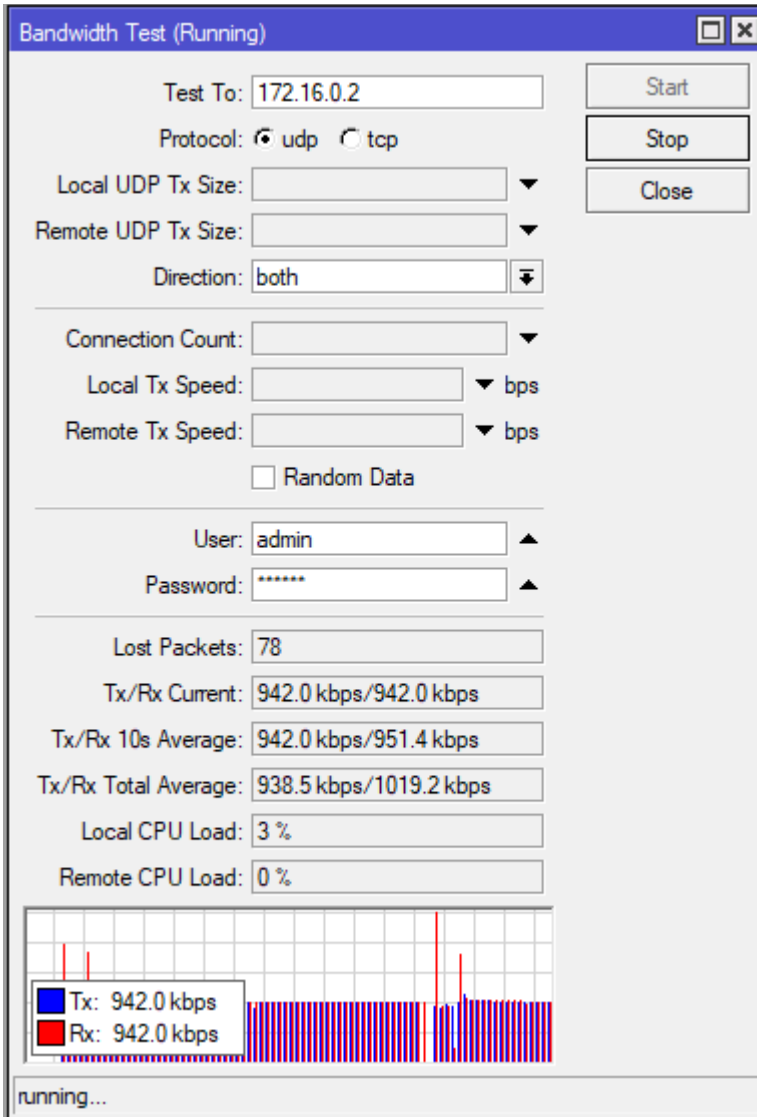 Bandwidth Test (Running)
Test To: 172.16.0.2
Start
Protocol: udp tcp
Stop
Local UDP Tx Size:
Close
Remote UDP Tx Size:
Direction: both
Connection Count:
Local Tx Speed: bps
Remote Tx Speed: bps
Random Data
User: admin
Password: ******
Lost Packets: 78
Tx/Rx Current: 942.0 kbps/942.0 kbps
Tx/Rx 10s Average: 942.0 kbps/951.4 kbps
Tx/Rx Total Average: 938.5 kbps/1019.2 kbps
Local CPU Load: 3 %
Remote CPU Load: 0 %
Tx: 942.0 kbps
Rx: 942.0 kbps
running...